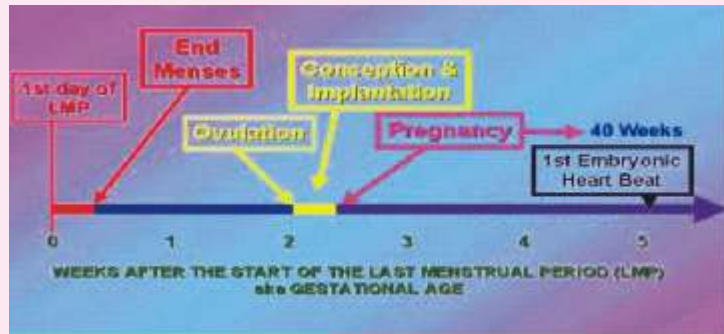 End
Menses
1st day of
LMP
Conception &
Implantation
Ovulation
Pregnancy
40 Weeks
1st Embryonic
Heart Beat
0 1 2 3 4 5
WEEKS AFTER THE START OF THE LAST MENSTRUAL PERIOD (LMP)
aka GESTATIONAL AGE